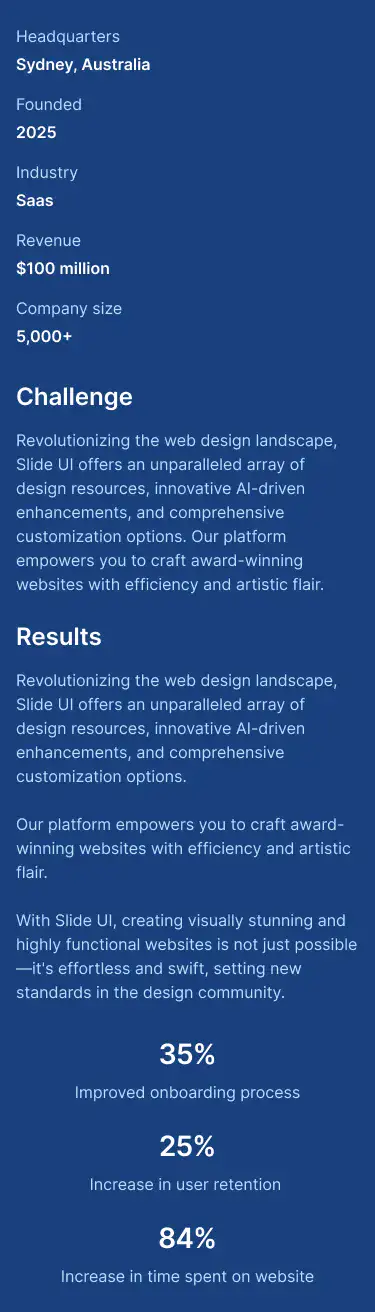 Headquarters
Sydney, Australia
Founded
2025
Industry
Saas
Revenue
$100 million
Company size
5,000+
Challenge
Revolutionizing the web design landscape,
Slide UI offers an unparalleled array of
design resources, innovative AI-driven
enhancements, and comprehensive
customization options. Our platform
empowers you to craft award-winning
websites with efficiency and artistic flair.
Results
Revolutionizing the web design landscape,
Slide UI offers an unparalleled array of
design resources, innovative AI-driven
enhancements, and comprehensive
customization options.
Our platform empowers you to craft award-
winning websites with efficiency and artistic
flair.
With Slide UI, creating visually stunning and
highly functional websites is not just possible
—it's effortless and swift, setting new
standards in the design community.
35%
Improved onboarding process
25%
Increase in user retention
84%
Increase in time spent on website